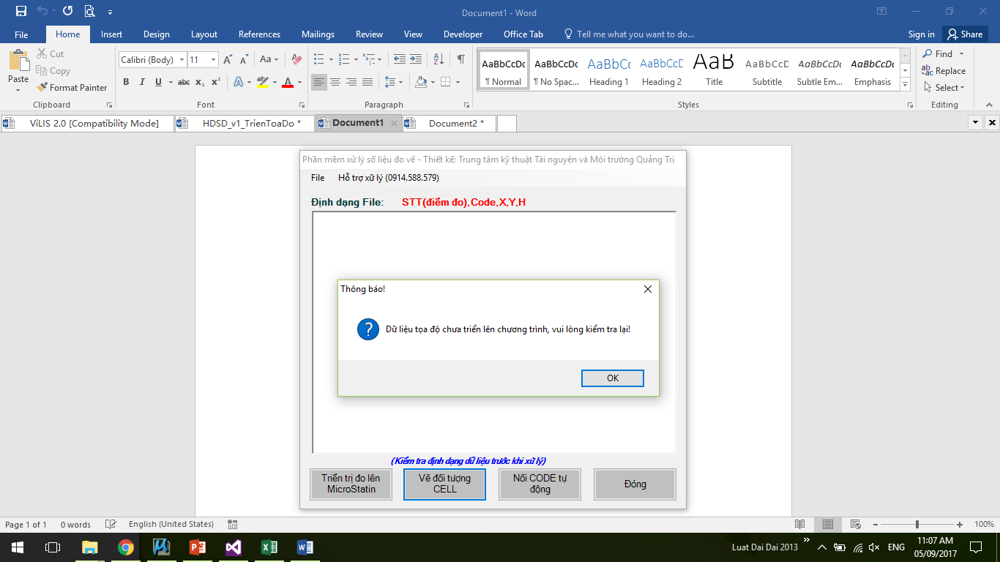 Document1 - Word
File Home Insert Design Layout References Mailings Review View Developer Office Tab Tell me what you want to do... Sign in Share
Paste
Cut
Copy
Format Painter
Clipboard
Calibri (Body) 11
Font
Paragraph
AaBbCcDc AaBbCcDc AaBbCc AaBbCcD AaB AaBbCcD AaBbCcDc AaBbCcDc
¶ Normal ¶ No Spac... Heading 1 Heading 2 Title Subtitle Subtle Em... Emphasis
Styles
Find
Replace
Select
Editing
ViLIS 2.0 [Compatibility Mode] HDSD_v1_TrienToaDo * Document1 Document2 *
Phần mềm xử lý số liệu đo vẽ - Thiết kế: Trung tâm kỹ thuật Tài nguyên và Môi trường Quảng Trị
File Hỗ trợ xữ lý (0914.588.579)
Định dạng File: STT(điểm đo).Code.X.Y.H
Thông báo!
Dữ liệu tọa độ chưa triển lên chương trình, vui lòng kiểm tra lại!
OK
(Kiểm tra định dạng dữ liệu trước khi xử lý)
Triển trị đo lên
MicroStatin
Vẽ đối tượng
CELL
Nối CODE tự
động
Đóng
Page 1 of 1 0 words English (United States) 100%
Luat Dai Dai 2013 ENG 11:07 AM
05/09/2017